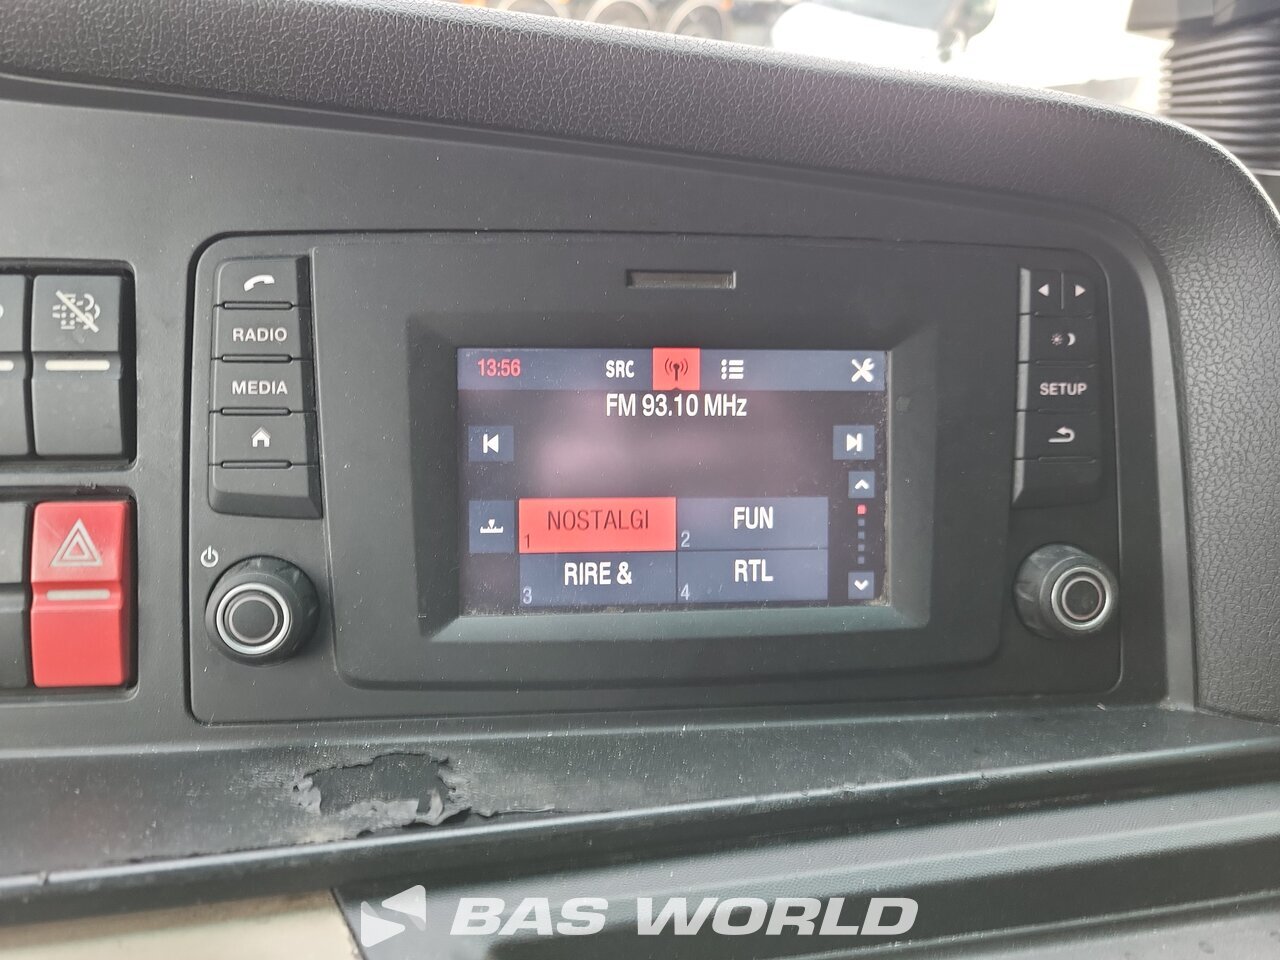 RADIO
MEDIA
13:56 SRC
FM 93.10 MHz
NOSTALGI
1
FUN
2
RIRE &
3
RTL
4
SETUP
BAS WORLD